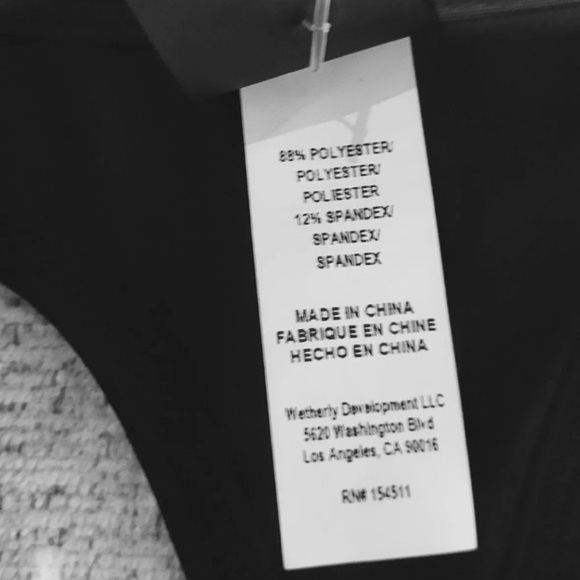 88% POLYESTER/
POLYESTER/
POLIESTER
12% SPANDEX/
SPANDEX/
SPANDEX
MADE IN CHINA
FABRIQUE EN CHINE
HECHO EN CHINA
Wetherly Development LLC
5620 Washington Blvd
Los Angeles, CA 90016
RN# 154511